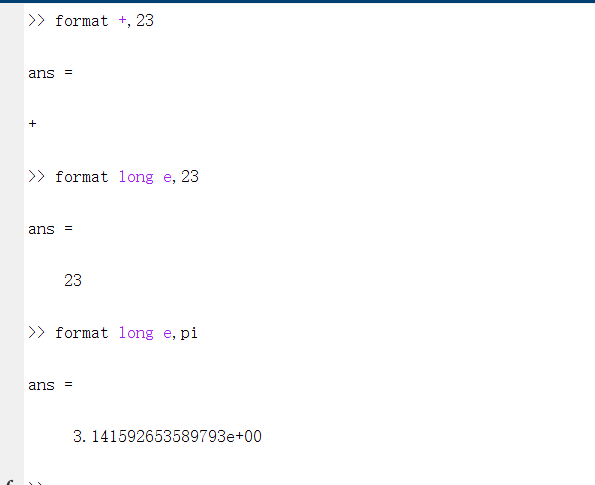 >> format +,23
ans =
+
>> format long e,23
ans =
23
>> format long e,pi
ans =
3.141592653589793e+00